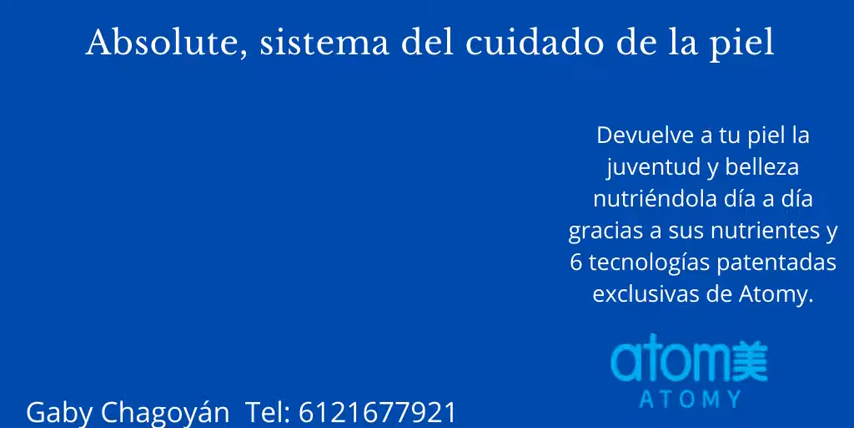 Absolute, sistema del cuidado de la piel
Devuelve a tu piel la
juventud y belleza
nutriéndola día a día
gracias a sus nutrientes y
6 tecnologías patentadas
exclusivas de Atomy.
atom美
ATOMY
Gaby Chagoyán Tel: 6121677921